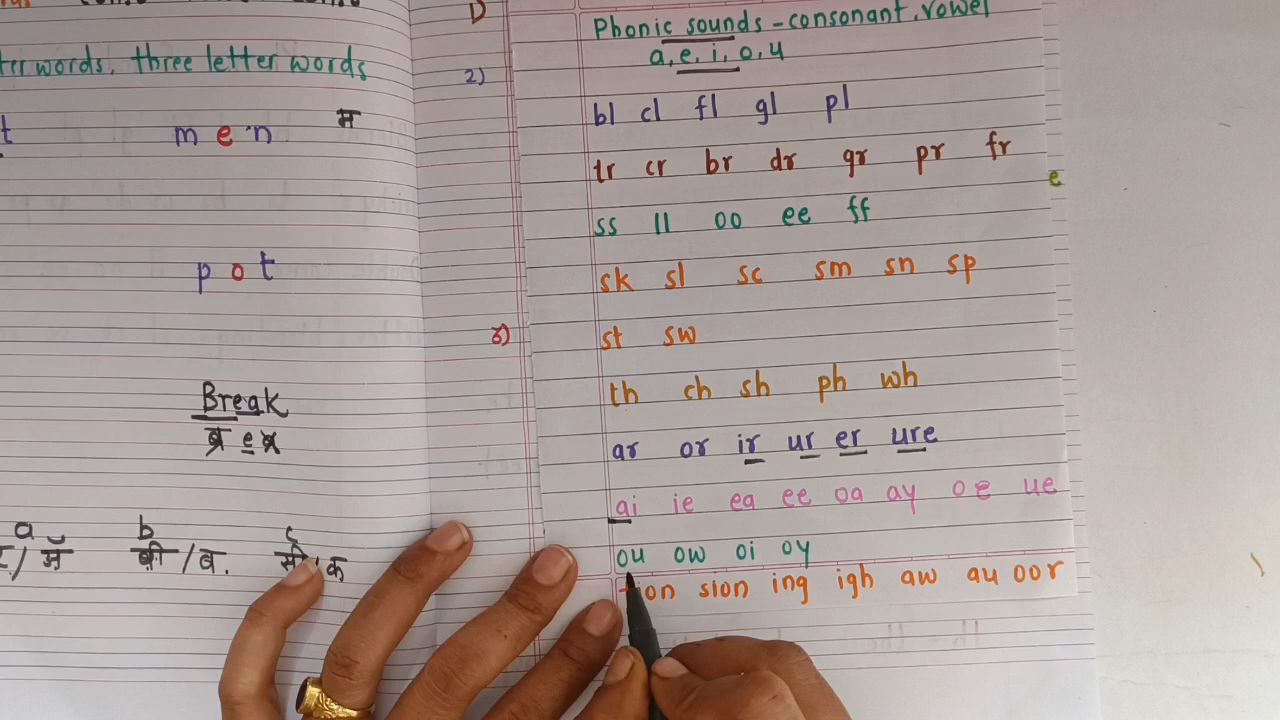 ter words, three letter words
t men म
pot
Break
ब्र e क
a b c
/ अॅ बी / ब. सी / क
1)
Phonic sounds - consonant, vowel
a, e, i, o, u
2)
bl cl fl gl pl
tr cr br dr gr pr fr
e
ss ll oo ee ff
sk sl sc sm sn sp
3)
st sw
th ch sh ph wh
ar or ir ur er ure
ai ie ea ee oa ay oe ue
ou ow oi oy
tion sion ing igh aw au oor